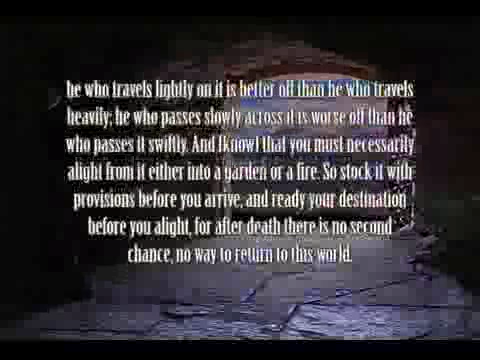 he who travels lightly on it is better off than he who travels
heavily; he who passes slowly across it is worse off than he
who passes it swiftly. And [know] that you must necessarily
alight from it either into a garden or a fire. So stock it with
provisions before you arrive, and ready your destination
before you alight, for after death there is no second
chance, no way to return to this world.